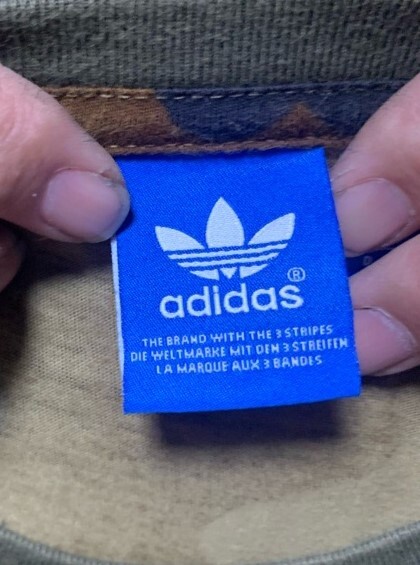 adidas®
THE BRAND WITH THE 3 STRIPES
DIE WELTMARKE MIT DEN 3 STREIFEN
LA MARQUE AUX 3 BANDES